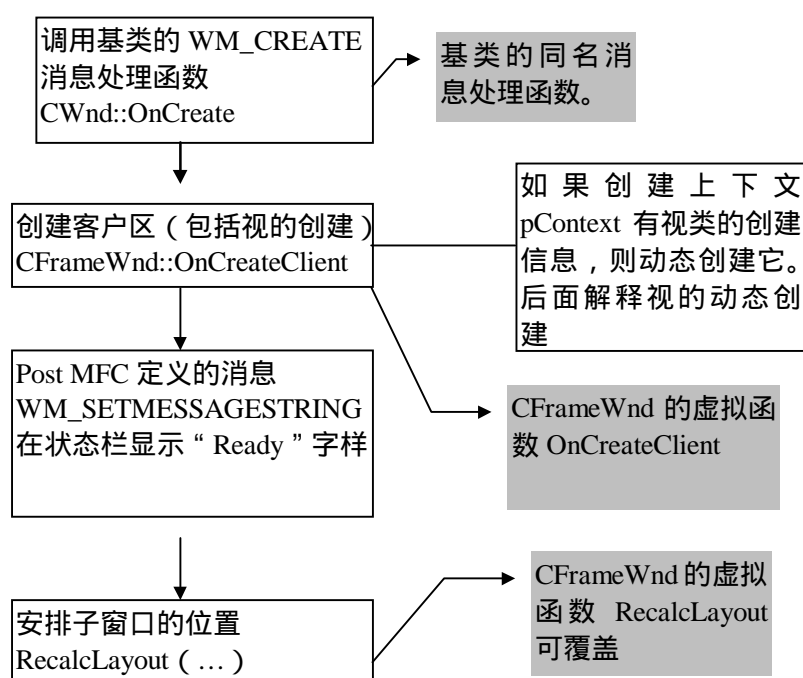 调用基类的 WM_CREATE
消息处理函数
CWnd::OnCreate
基类的同名消
息处理函数。
创建客户区（包括视的创建）
CFrameWnd::OnCreateClient
如果创建上下文
pContext 有视类的创建
信息，则动态创建它。
后面解释视的动态创
建
Post MFC 定义的消息
WM_SETMESSAGESTRING
在状态栏显示“Ready”字样
CFrameWnd 的虚拟函
数 OnCreateClient
安排子窗口的位置
RecalcLayout（…）
CFrameWnd 的虚拟
函数 RecalcLayout
可覆盖